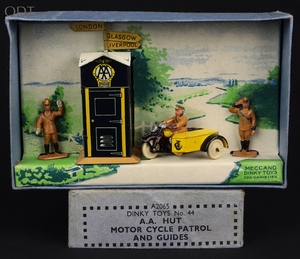 QDT
LONDON
GLASGOW
LIVERPOOL
AA
MECCANO
DINKY TOYS
A2065
DINKY TOYS No. 44
A.A. HUT
MOTOR CYCLE PATROL
AND GUIDES